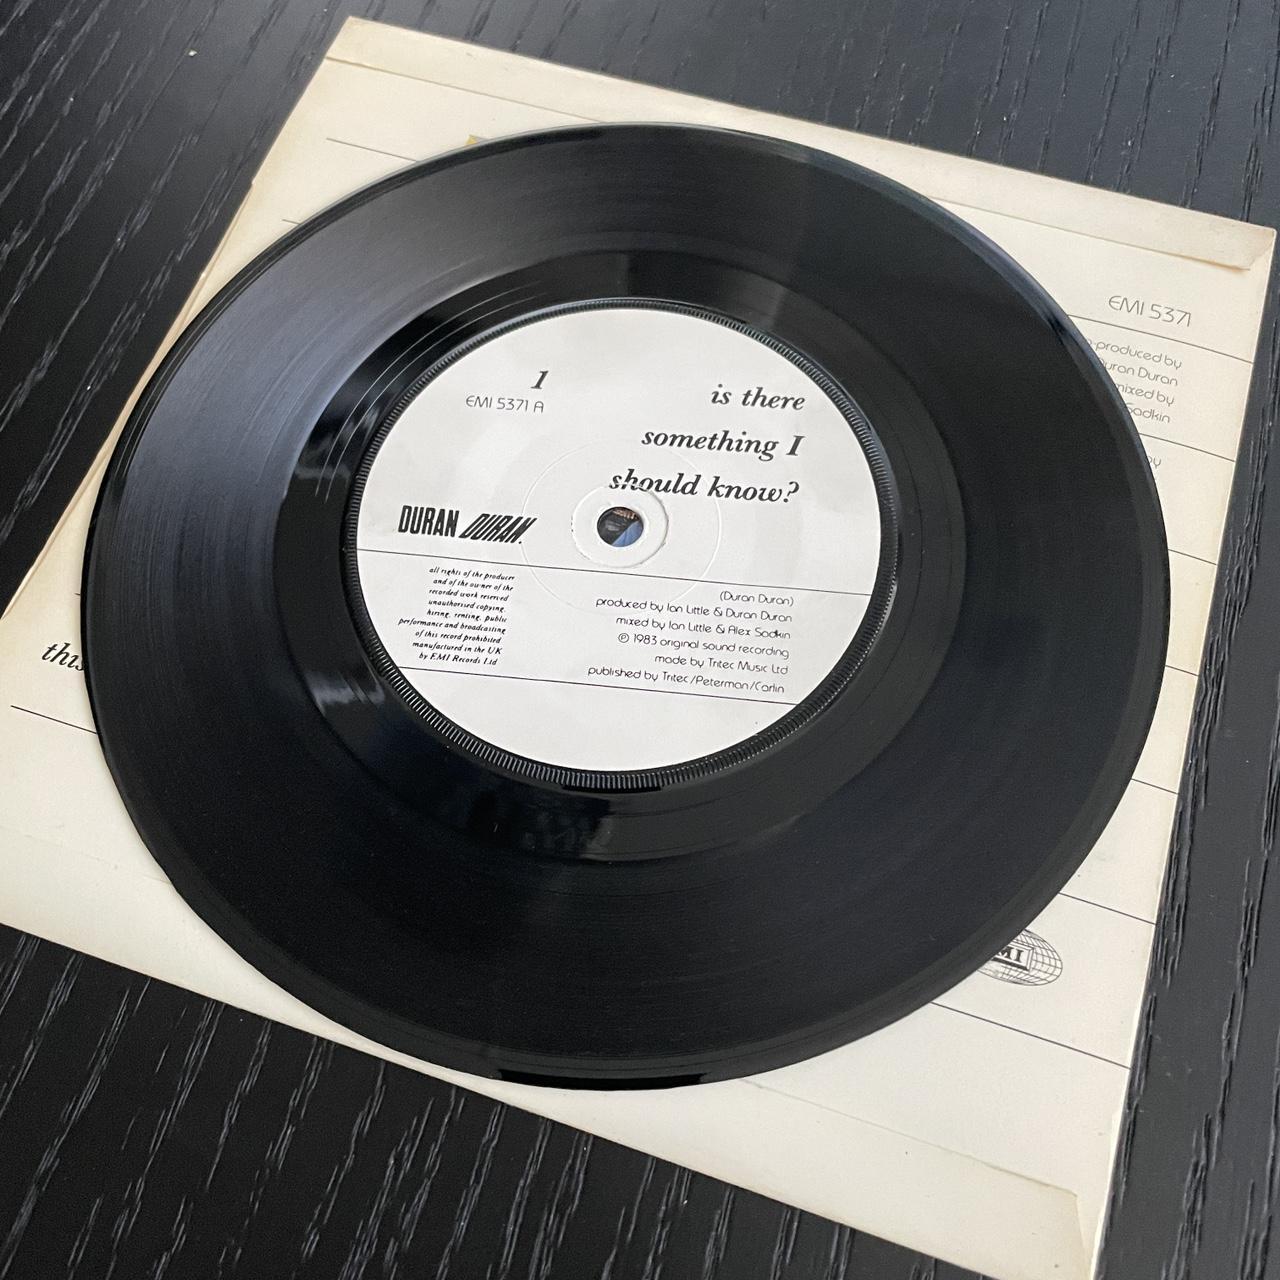 EMI 5371
produced by
Duran Duran
mixed by
Sadkin
by
1
EMI 5371 A
is there
something I
should know?
DURAN DURAN.
all rights of the producer
and of the owner of the
recorded work reserved
unauthorised copying,
hiring, renting, public
performance and broadcasting
of this record prohibited
manufactured in the UK
by EMI Records Ltd
(Duran Duran)
produced by Ian Little & Duran Duran
mixed by Ian Little & Alex Sadkin
℗ 1983 original sound recording
made by Tritec Music Ltd
published by Tritec/Peterman/Carlin
this
MI